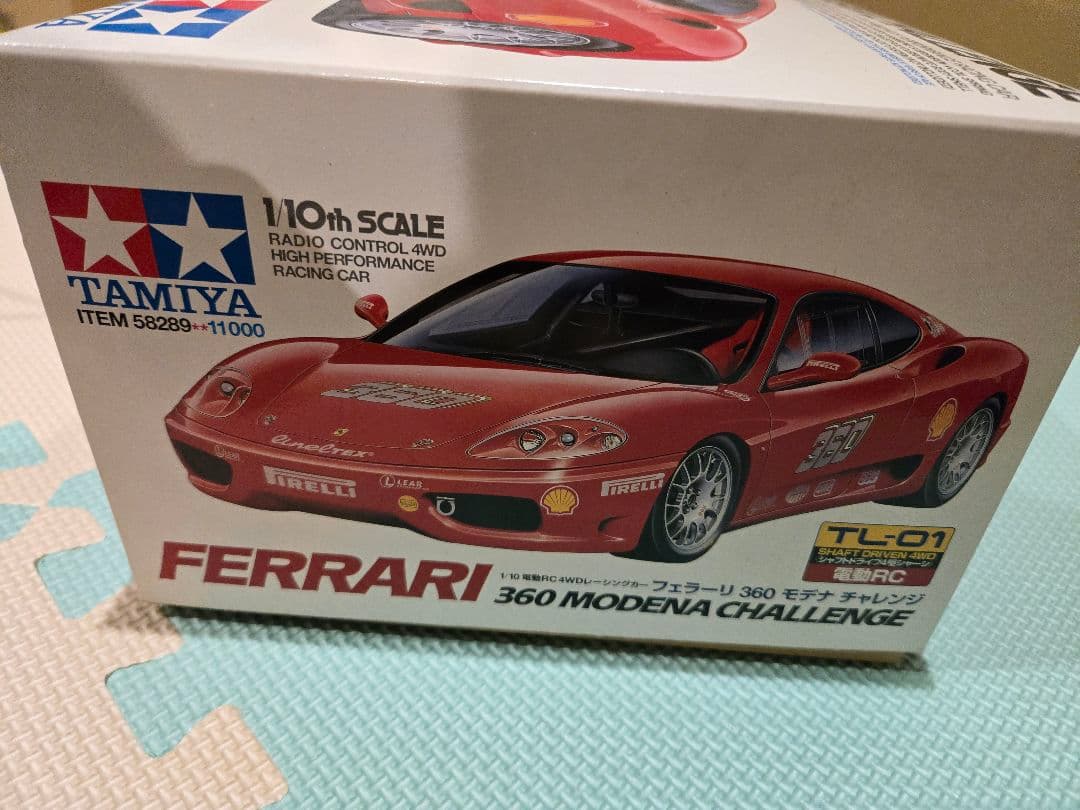 TAMIYA
1/10th SCALE
RADIO CONTROL 4WD
HIGH PERFORMANCE
RACING CAR
ITEM 58289**11000
360
Lineltex
PIRELLI
LEAR
PIRELLI
PIRELLI
360
TL-01
SHAFT DRIVEN 4WD
シャフトドライブ4駆シャーシ
電動RC
FERRARI
1/10 電動RC 4WDレーシングカー フェラーリ 360 モデナ チャレンジ
360 MODENA CHALLENGE